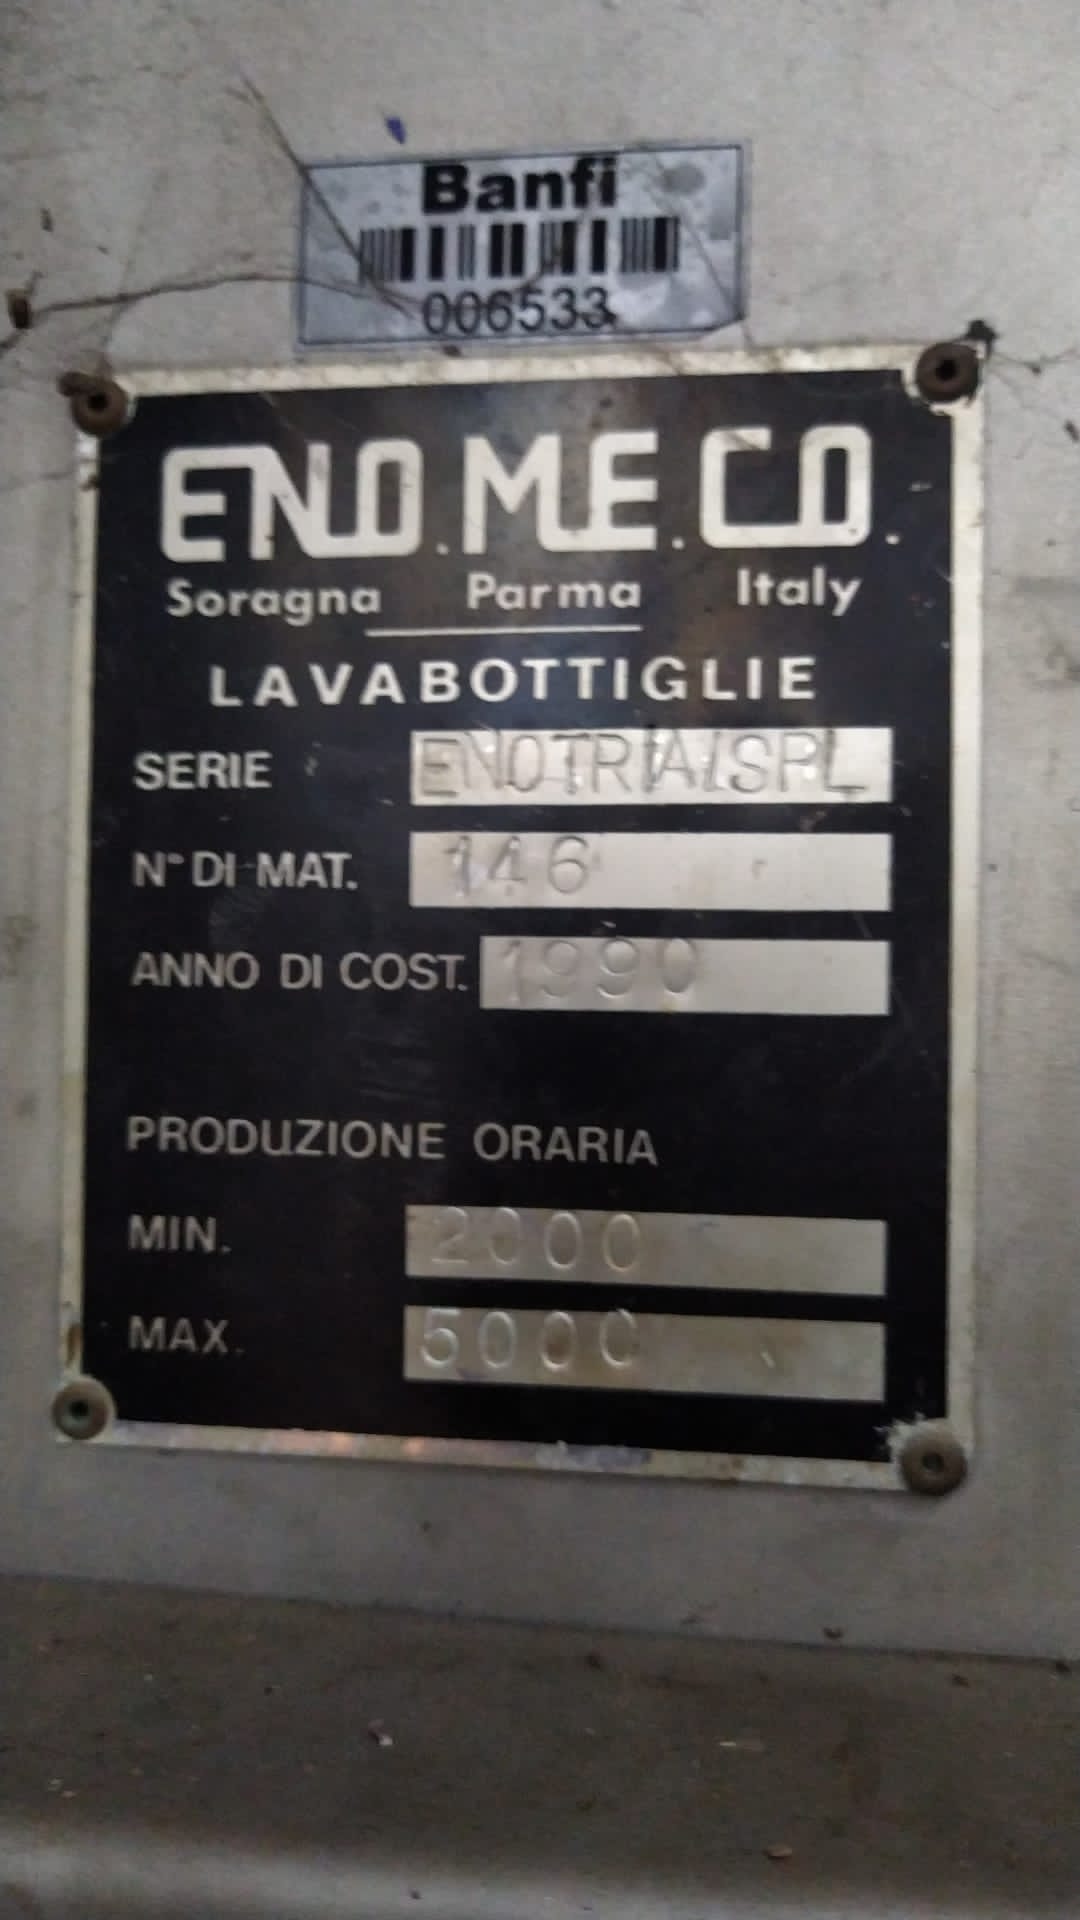 Banfi
006533
ENO.ME.CO.
Soragna Parma Italy
LAVABOTTIGLIE
SERIE ENOTRIA/SPL
N° DI MAT. 146
ANNO DI COST. 1990
PRODUZIONE ORARIA
MIN. 2000
MAX. 5000